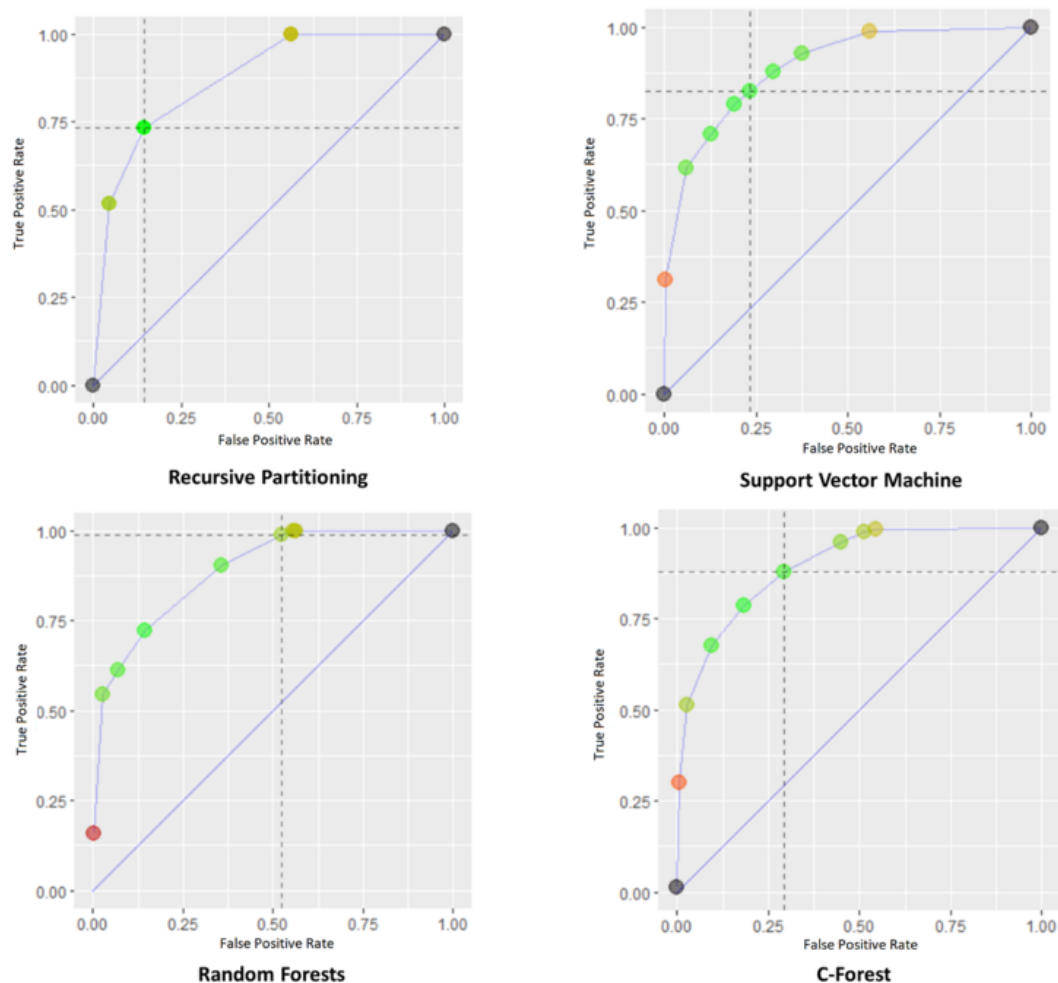 1.00
0.75
0.50
0.25
0.00
True Positive Rate
0.00 0.25 0.50 0.75 1.00
False Positive Rate
Recursive Partitioning
1.00
0.75
0.50
0.25
0.00
True Positive Rate
0.00 0.25 0.50 0.75 1.00
False Positive Rate
Support Vector Machine
1.00
0.75
0.50
0.25
0.00
True Positive Rate
0.00 0.25 0.50 0.75 1.00
False Positive Rate
Random Forests
1.00
0.75
0.50
0.25
0.00
True Positive Rate
0.00 0.25 0.50 0.75 1.00
False Positive Rate
C-Forest